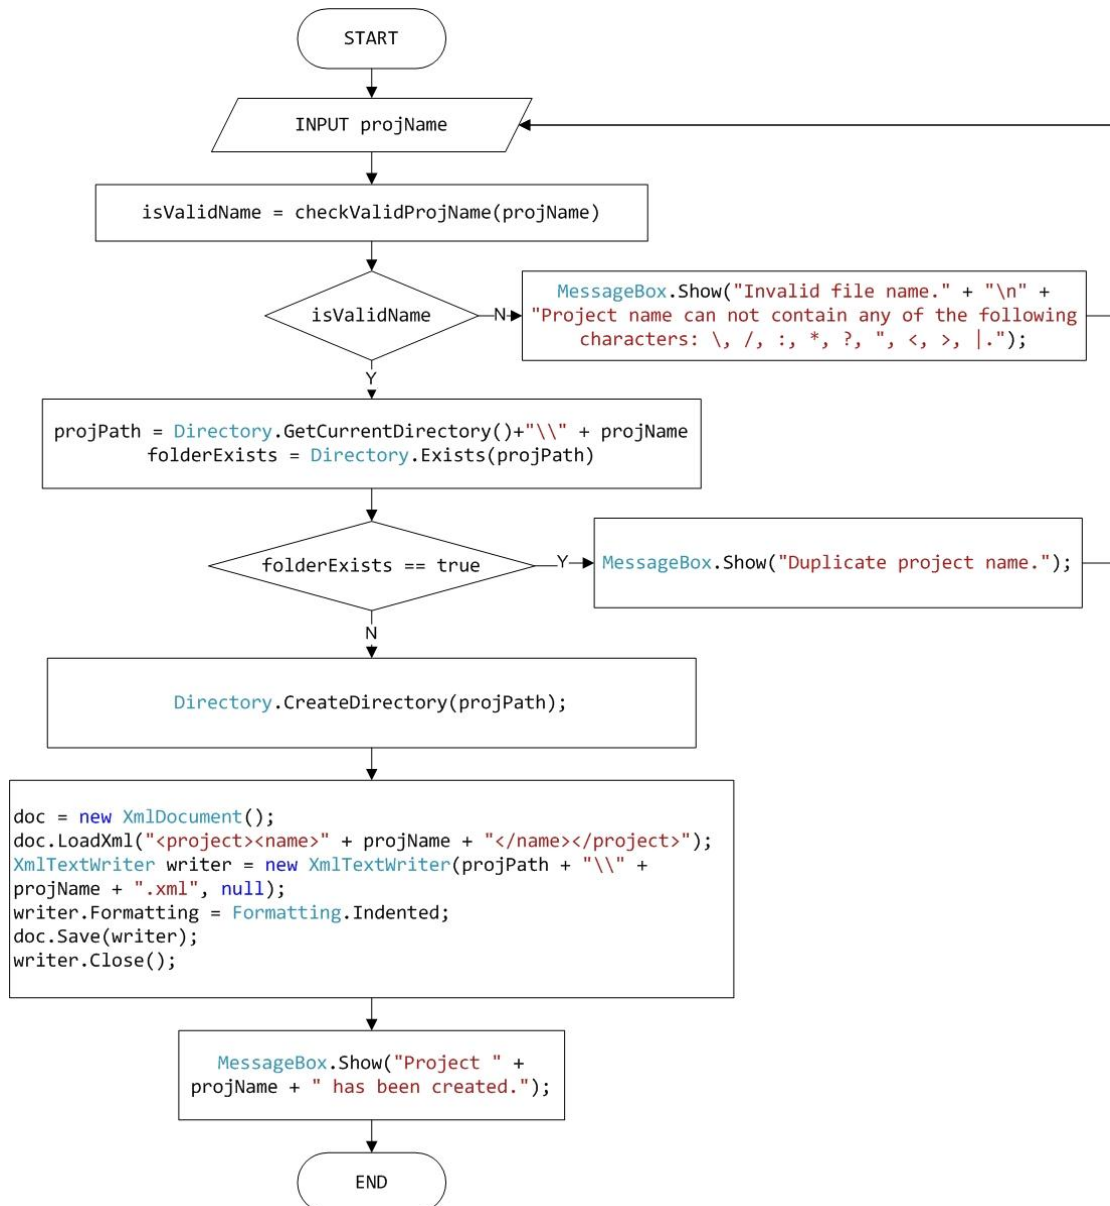 START
INPUT projName
isValidName = checkValidProjName(projName)
isValidName
N
MessageBox.Show("Invalid file name." + "\n" +
"Project name can not contain any of the following
characters: \, /, :, *, ?, ", <, >, |.");
Y
projPath = Directory.GetCurrentDirectory()+"\\" + projName
folderExists = Directory.Exists(projPath)
folderExists == true
Y
MessageBox.Show("Duplicate project name.");
N
Directory.CreateDirectory(projPath);
doc = new XmlDocument();
doc.LoadXml("<project><name>" + projName + "</name></project>");
XmlTextWriter writer = new XmlTextWriter(projPath + "\\" +
projName + ".xml", null);
writer.Formatting = Formatting.Indented;
doc.Save(writer);
writer.Close();
MessageBox.Show("Project " +
projName + " has been created.");
END